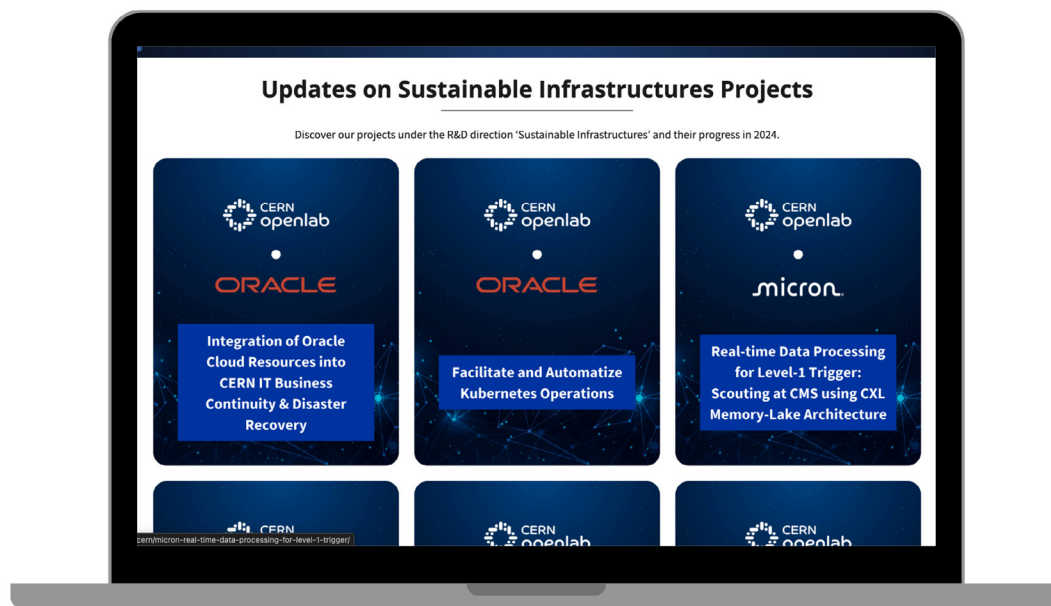 Updates on Sustainable Infrastructures Projects
Discover our projects under the R&D direction ‘Sustainable Infrastructures’ and their progress in 2024.
CERN
openlab
ORACLE
Integration of Oracle
Cloud Resources into
CERN IT Business
Continuity & Disaster
Recovery
CERN
openlab
ORACLE
Facilitate and Automatize
Kubernetes Operations
CERN
openlab
micron.
Real-time Data Processing
for Level-1 Trigger:
Scouting at CMS using CXL
Memory-Lake Architecture
CERN
CERN
openlab
CERN
openlab
cern/micron-real-time-data-processing-for-level-1-trigger/